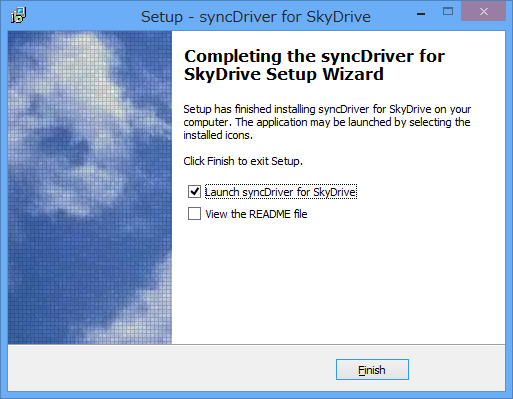 Setup - syncDriver for SkyDrive
Completing the syncDriver for
SkyDrive Setup Wizard
Setup has finished installing syncDriver for SkyDrive on your
computer. The application may be launched by selecting the
installed icons.
Click Finish to exit Setup.
Launch syncDriver for SkyDrive
View the README file
Finish